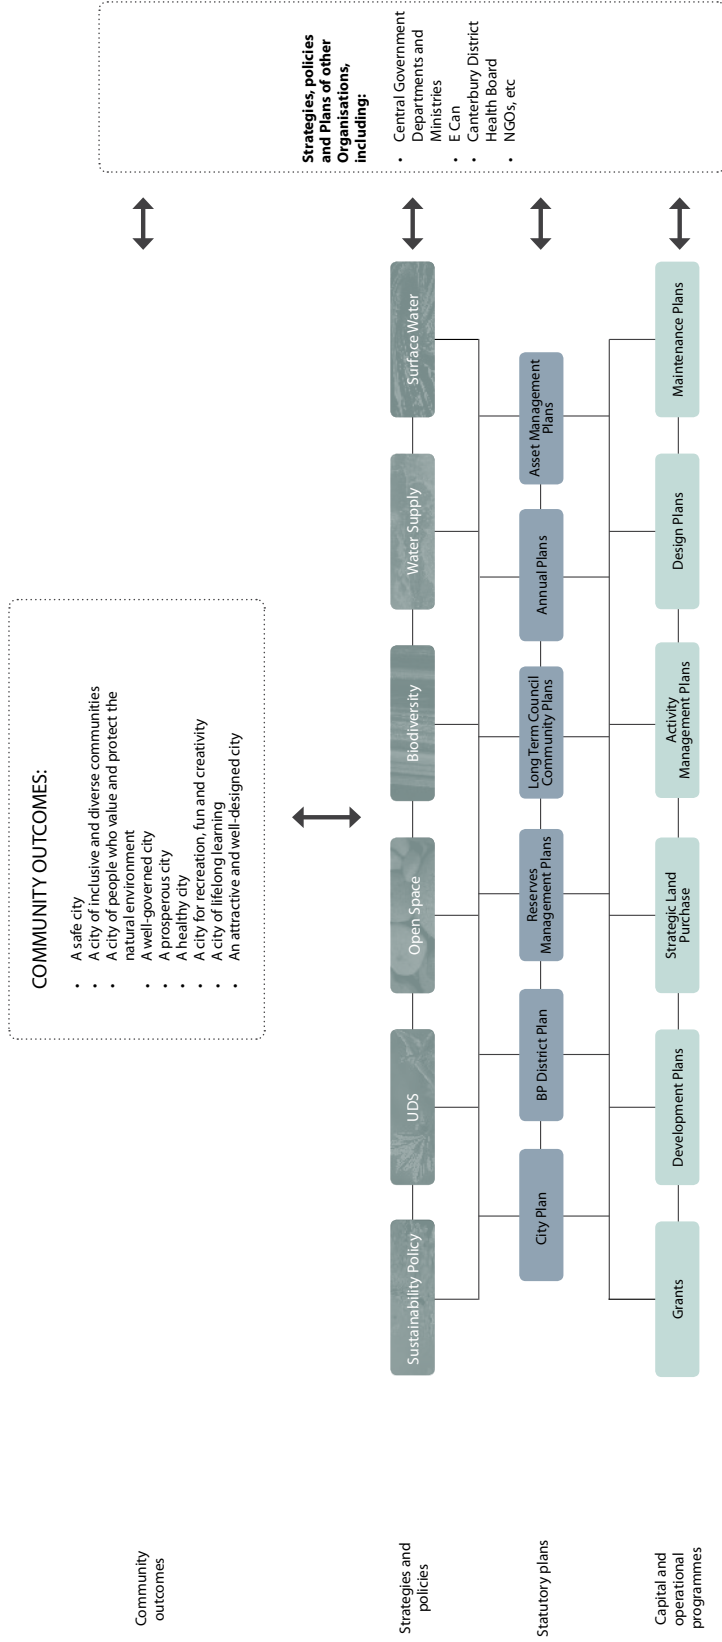 Community
outcomes
COMMUNITY OUTCOMES:
• A safe city
• A city of inclusive and diverse communities
• A city of people who value and protect the
natural environment
• A well-governed city
• A prosperous city
• A healthy city
• A city for recreation, fun and creativity
• A city of lifelong learning
• An attractive and well-designed city
Strategies, policies
and Plans of other
Organisations,
including:
• Central Government
Departments and
Ministries
• E Can
• Canterbury District
Health Board
• NGOs, etc
Strategies and
policies
Sustainability Policy
UDS
Open Space
Biodiversity
Water Supply
Surface Water
Statutory plans
City Plan
BP District Plan
Reserves
Management Plans
Long Term Council
Community Plans
Annual Plans
Asset Management
Plans
Capital and
operational
programmes
Grants
Development Plans
Strategic Land
Purchase
Activity
Management Plans
Design Plans
Maintenance Plans